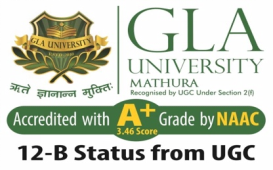 GLA UNIVERSITY
ऋते ज्ञानान्न मुक्तिः
GLA
UNIVERSITY
MATHURA
Recognised by UGC Under Section 2(f)
Accredited with A+ Grade by NAAC
3.46 Score
12-B Status from UGC